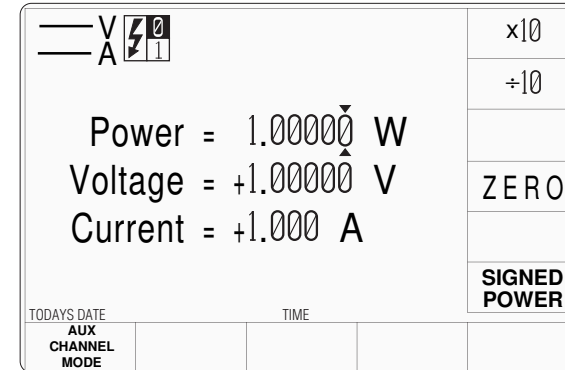 V 0
A 1
x10
÷10
Power = 1.00000 W
Voltage = +1.00000 V
Current = +1.000 A
ZERO
SIGNED
POWER
TODAYS DATE TIME
AUX
CHANNEL
MODE